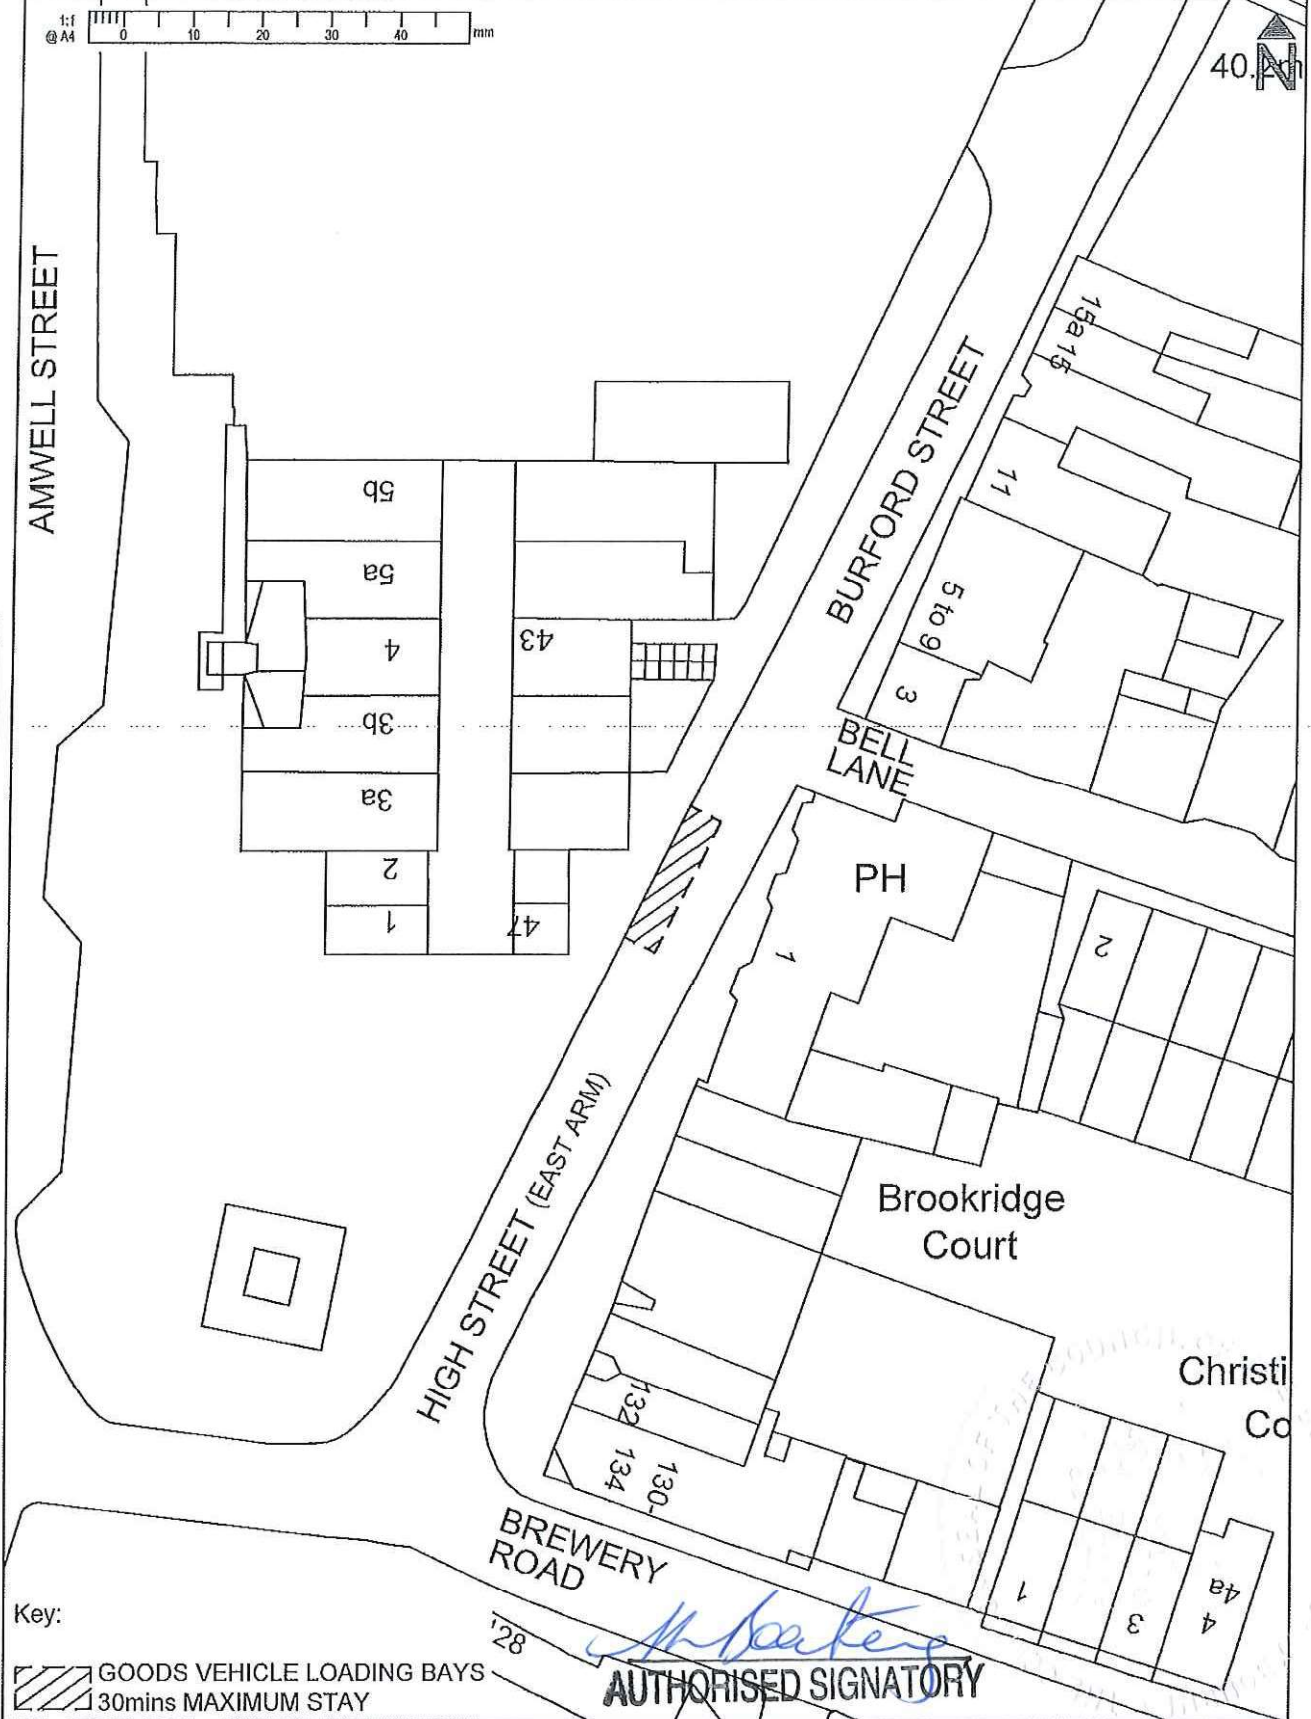 1:1
@ A4
0 10 20 30 40 mm
N
AMWELL STREET
BURFORD STREET
15a 15
11
5 to 9
3
5b
5a
4
43
3b
3a
2
1
47
BELL
LANE
PH
1
2
HIGH STREET (EAST ARM)
Brookridge
Court
Christi
Co
132
134
130-
BREWERY
ROAD
1
3
4
4a
Key:
GOODS VEHICLE LOADING BAYS
30mins MAXIMUM STAY
'28
AUTHORISED SIGNATORY